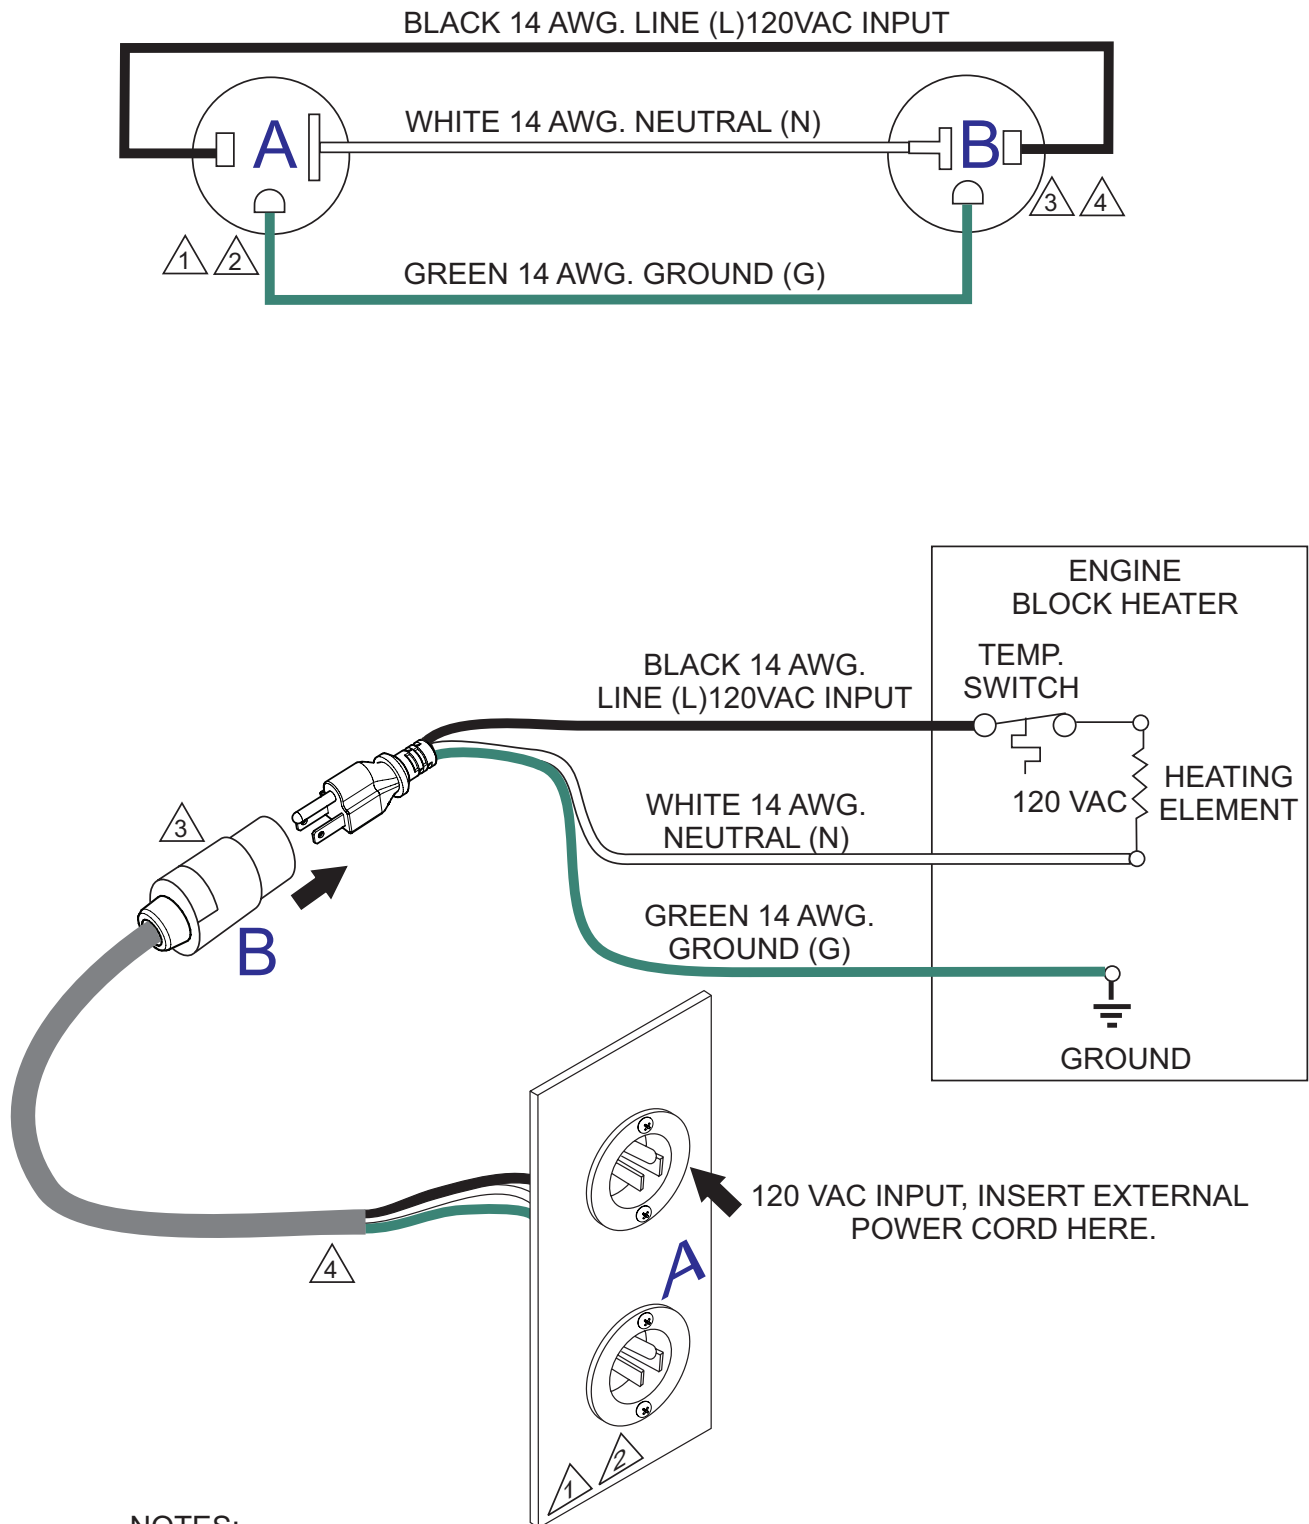 BLACK 14 AWG. LINE (L)120VAC INPUT
A
WHITE 14 AWG. NEUTRAL (N)
B
1
2
3
4
GREEN 14 AWG. GROUND (G)
ENGINE
BLOCK HEATER
BLACK 14 AWG.
LINE (L)120VAC INPUT
TEMP.
SWITCH
120 VAC
HEATING
ELEMENT
WHITE 14 AWG.
NEUTRAL (N)
3
B
GREEN 14 AWG.
GROUND (G)
GROUND
120 VAC INPUT, INSERT EXTERNAL
POWER CORD HERE.
A
4
1
2
NOTES: